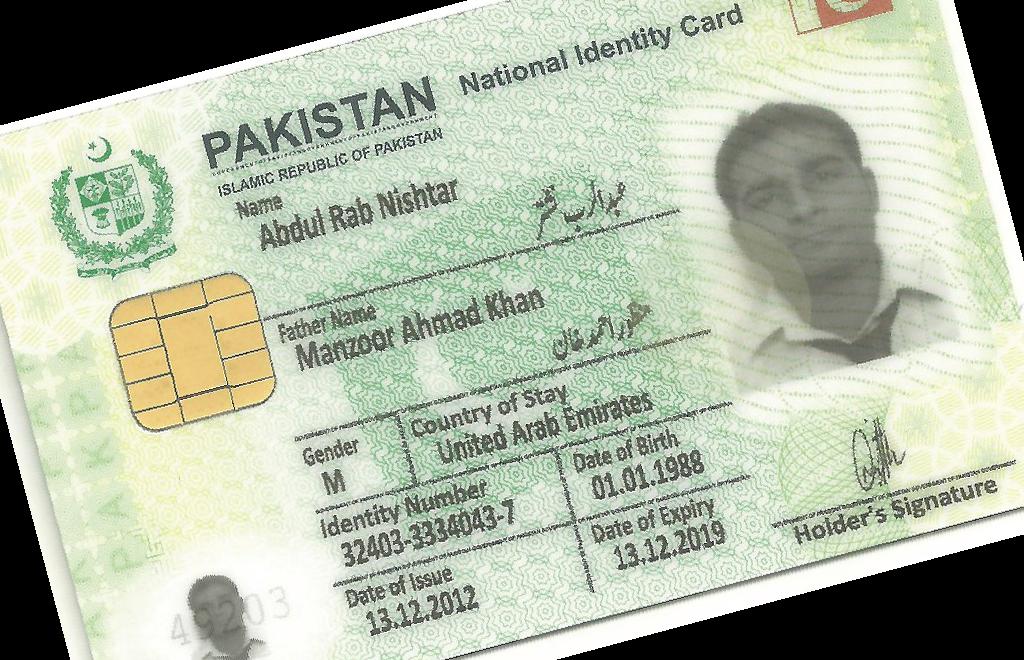 PAKISTAN National Identity Card
ISLAMIC REPUBLIC OF PAKISTAN
Name
Abdul Rab Nishtar
عبدالرب نشتر
Father Name
Manzoor Ahmad Khan
منظور احمد خان
Gender
M
Country of Stay
United Arab Emirates
Identity Number
32403-3334043-7
Date of Birth
01.01.1988
Date of Issue
13.12.2012
Date of Expiry
13.12.2019
Holder's Signature
49203